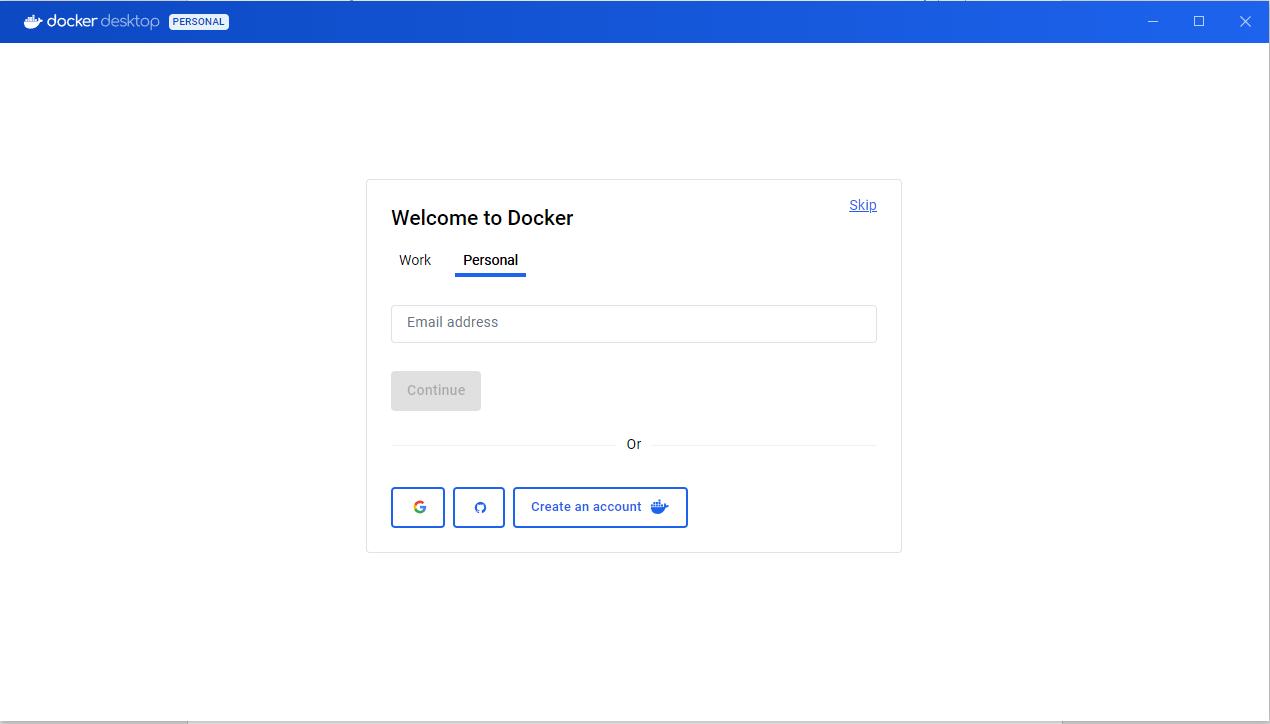 docker desktop PERSONAL
Skip
Welcome to Docker
Work Personal
Email address
Continue
Or
Create an account